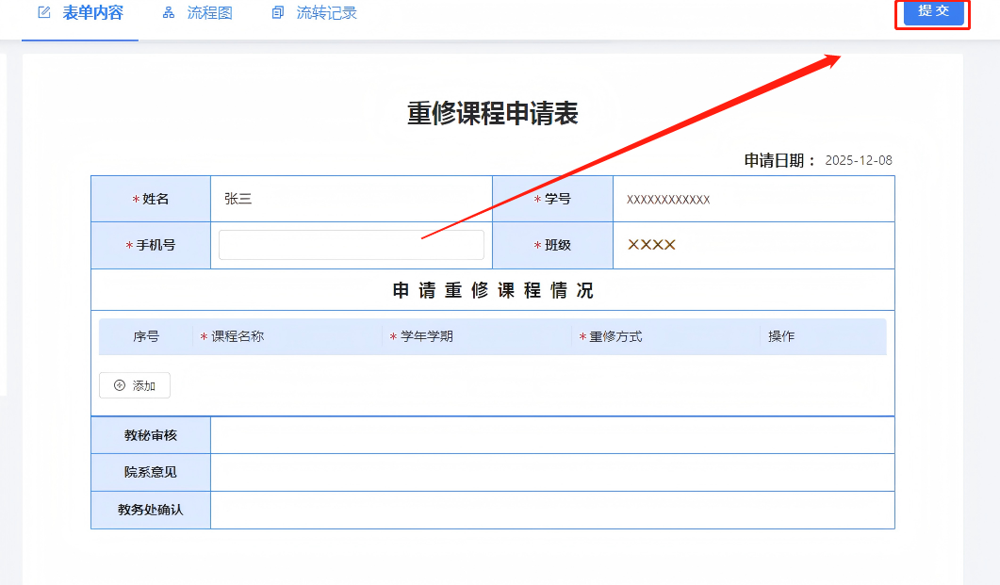 表单内容 流程图 流转记录 提交
重修课程申请表
申请日期： 2025-12-08
*姓名 张三 *学号 XXXXXXXXXXXX
*手机号 *班级 XXXX
申请重修课程情况
序号 *课程名称 *学年学期 *重修方式 操作
添加
教秘审核
院系意见
教务处确认